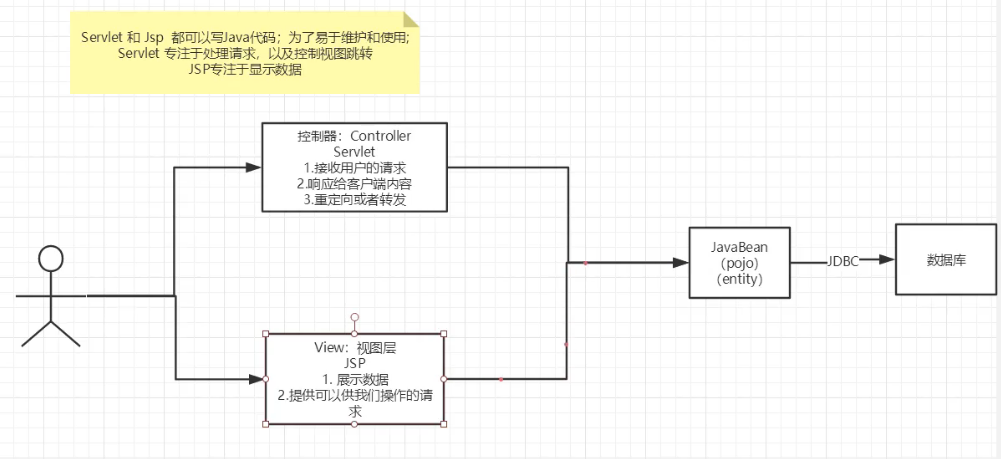 Servlet 和 Jsp 都可以写Java代码；为了易于维护和使用;
Servlet 专注于处理请求，以及控制视图跳转
JSP专注于显示数据
控制器：Controller
Servlet
1.接收用户的请求
2.响应给客户端内容
3.重定向或者转发
View：视图层
JSP
1. 展示数据
2.提供可以供我们操作的请
求
JavaBean
（pojo）
（entity）
JDBC
数据库